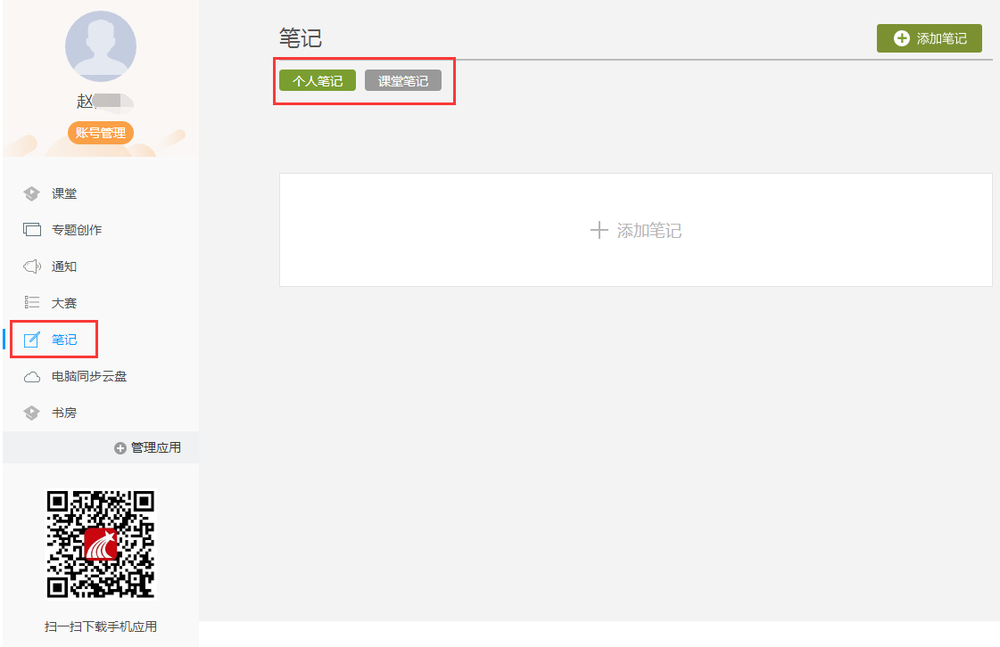 赵
账号管理
课堂
专题创作
通知
大赛
笔记
电脑同步云盘
书房
管理应用
扫一扫下载手机应用
笔记
添加笔记
个人笔记
课堂笔记
添加笔记